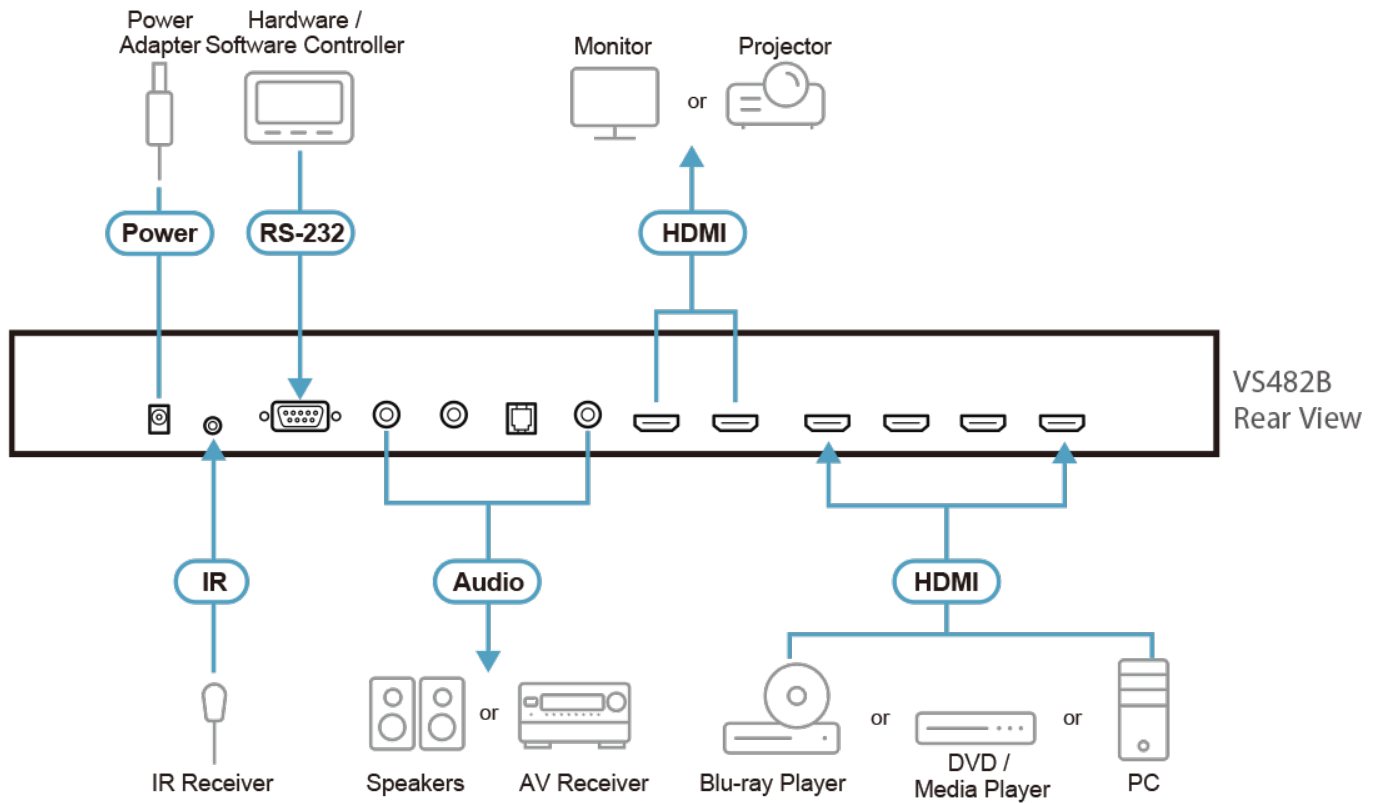 Power
Adapter
Hardware /
Software Controller
Monitor
or
Projector
Power
RS-232
HDMI
VS482B
Rear View
IR
Audio
HDMI
IR Receiver
Speakers
or
AV Receiver
Blu-ray Player
or
DVD /
Media Player
or
PC